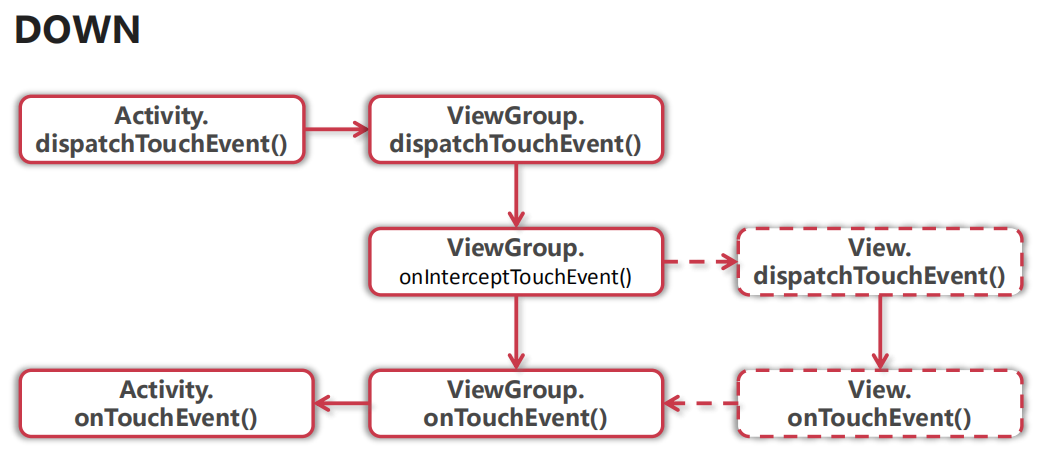 DOWN
Activity.
dispatchTouchEvent()
ViewGroup.
dispatchTouchEvent()
ViewGroup.
onInterceptTouchEvent()
View.
dispatchTouchEvent()
Activity.
onTouchEvent()
ViewGroup.
onTouchEvent()
View.
onTouchEvent()